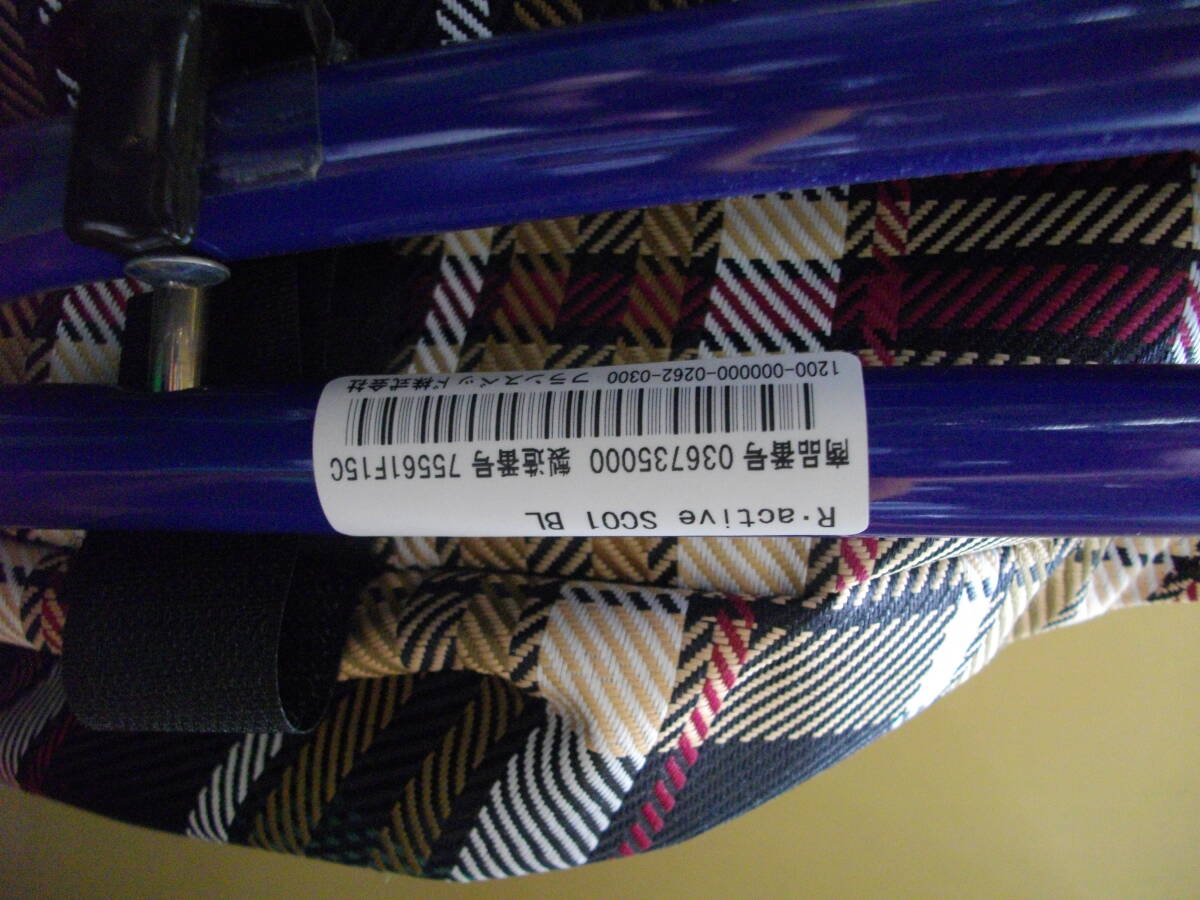 R・active SC01 BL
商品番号 036735000 製造番号 75561F15C
1200-000000-0262-0300 フランスベッド株式会社